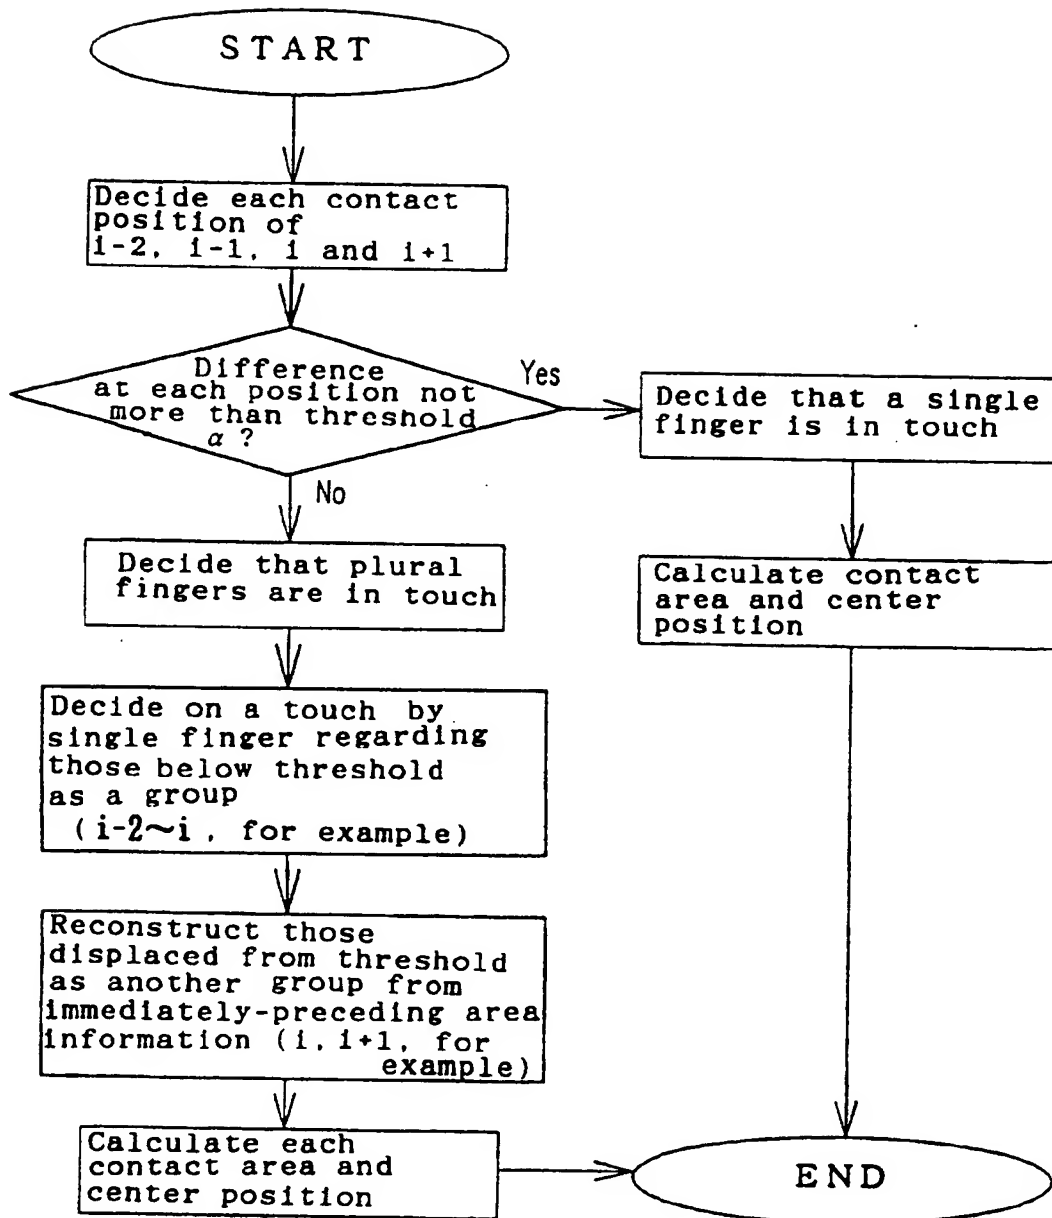 START
Decide each contact
position of
i-2, i-1, i and i+1
Difference
at each position not
more than threshold
α ?
Yes
Decide that a single
finger is in touch
No
Decide that plural
fingers are in touch
Calculate contact
area and center
position
Decide on a touch by
single finger regarding
those below threshold
as a group
(i-2~i, for example)
Reconstruct those
displaced from threshold
as another group from
immediately-preceding area
information (i, i+1, for
example)
Calculate each
contact area and
center position
END